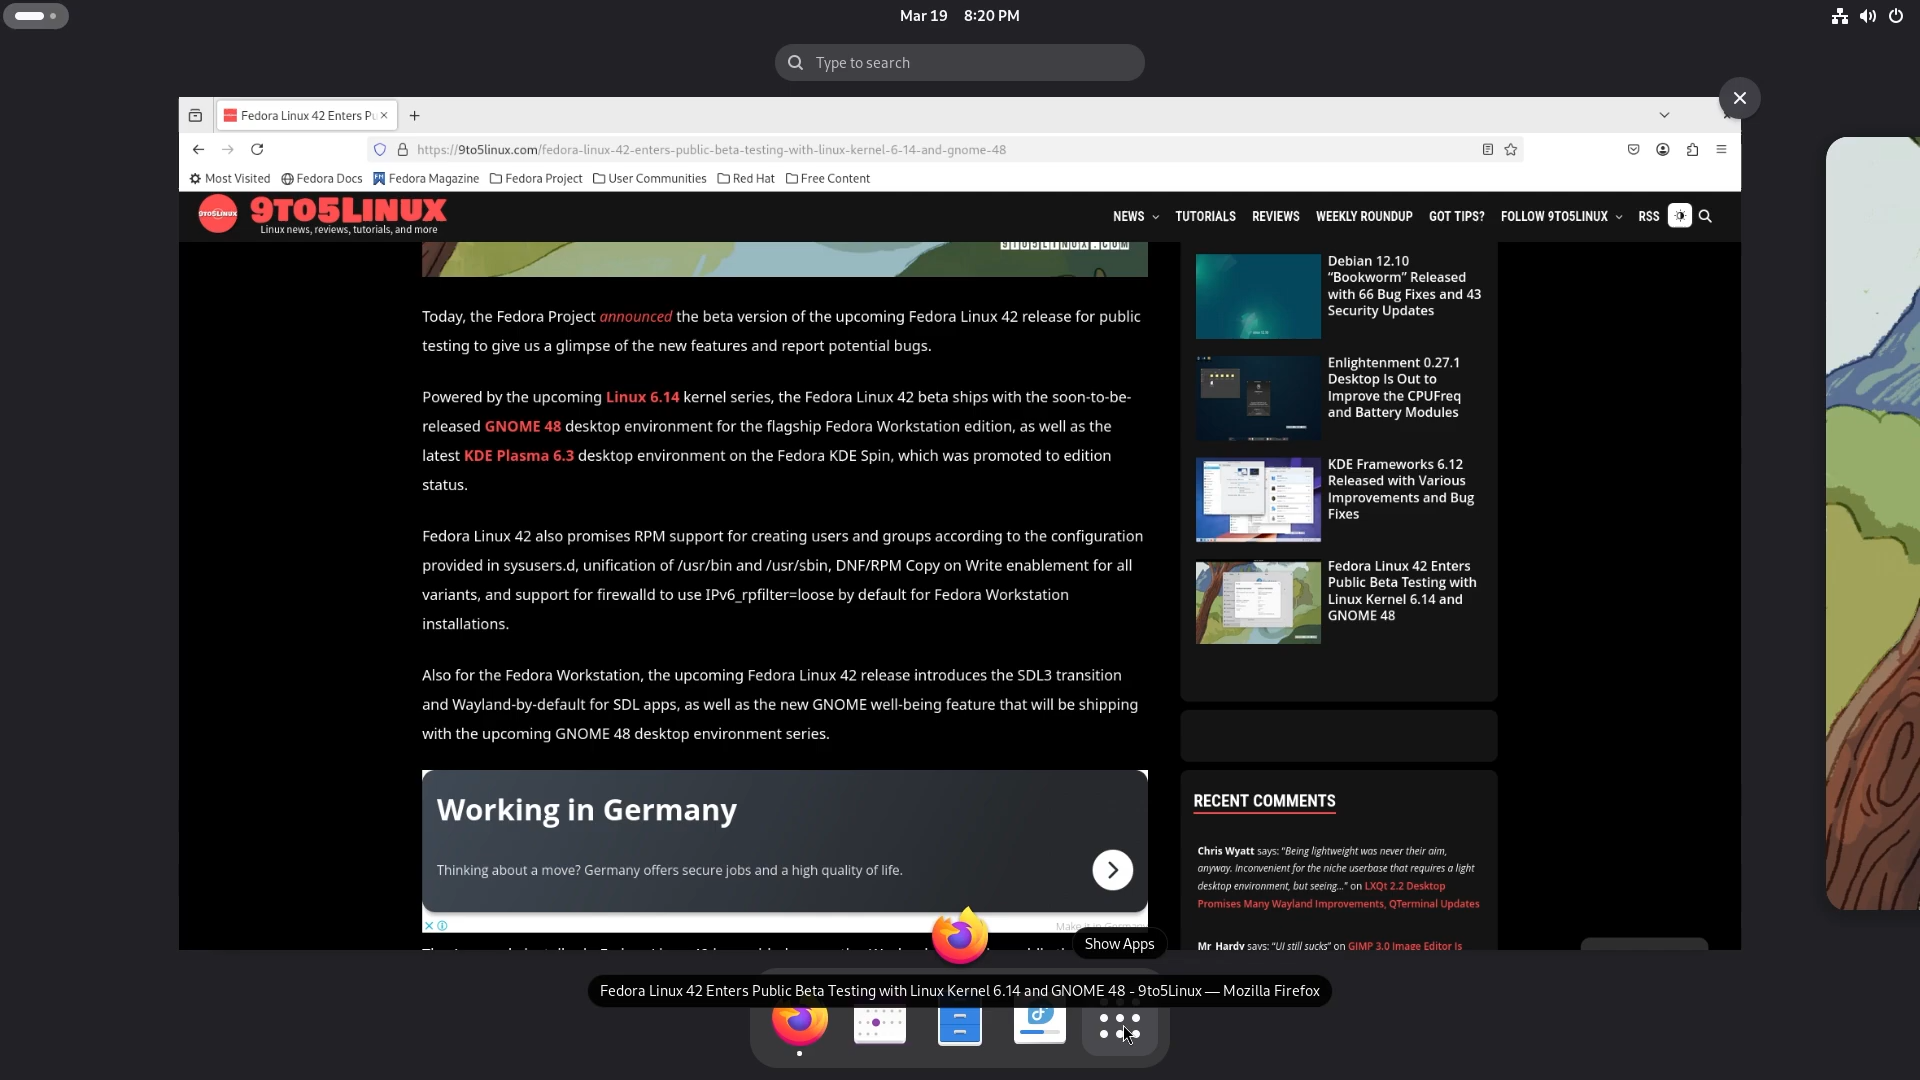 Mar 19 8:20 PM
Type to search
Fedora Linux 42 Enters Pu
https://9to5linux.com/fedora-linux-42-enters-public-beta-testing-with-linux-kernel-6-14-and-gnome-48
Most Visited Fedora Docs Fedora Magazine Fedora Project User Communities Red Hat Free Content
9TO5LINUX
9TO5LINUX
Linux news, reviews, tutorials, and more
NEWS TUTORIALS REVIEWS WEEKLY ROUNDUP GOT TIPS? FOLLOW 9TO5LINUX RSS
9TO5LINUX.COM
Today, the Fedora Project announced the beta version of the upcoming Fedora Linux 42 release for public
testing to give us a glimpse of the new features and report potential bugs.
Powered by the upcoming Linux 6.14 kernel series, the Fedora Linux 42 beta ships with the soon-to-be-
released GNOME 48 desktop environment for the flagship Fedora Workstation edition, as well as the
latest KDE Plasma 6.3 desktop environment on the Fedora KDE Spin, which was promoted to edition
status.
Fedora Linux 42 also promises RPM support for creating users and groups according to the configuration
provided in sysusers.d, unification of /usr/bin and /usr/sbin, DNF/RPM Copy on Write enablement for all
variants, and support for firewalld to use IPv6_rpfilter=loose by default for Fedora Workstation
installations.
Also for the Fedora Workstation, the upcoming Fedora Linux 42 release introduces the SDL3 transition
and Wayland-by-default for SDL apps, as well as the new GNOME well-being feature that will be shipping
with the upcoming GNOME 48 desktop environment series.
Working in Germany
Thinking about a move? Germany offers secure jobs and a high quality of life.
Debian 12.10
“Bookworm” Released
with 66 Bug Fixes and 43
Security Updates
Enlightenment 0.27.1
Desktop Is Out to
Improve the CPUFreq
and Battery Modules
KDE Frameworks 6.12
Released with Various
Improvements and Bug
Fixes
Fedora Linux 42 Enters
Public Beta Testing with
Linux Kernel 6.14 and
GNOME 48
RECENT COMMENTS
Chris Wyatt says: “Being lightweight was never their aim,
anyway. Inconvenient for the niche userbase that requires a light
desktop environment, but seeing...” on LXQt 2.2 Desktop
Promises Many Wayland Improvements, QTerminal Updates
Mr Hardy says: “UI still sucks” on GIMP 3.0 Image Editor Is
Show Apps
Fedora Linux 42 Enters Public Beta Testing with Linux Kernel 6.14 and GNOME 48 - 9to5Linux — Mozilla Firefox